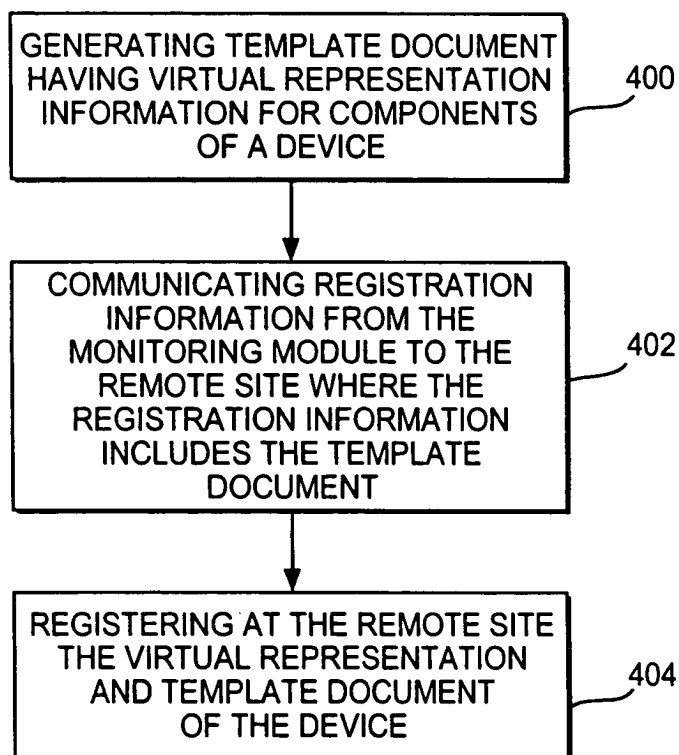 GENERATING TEMPLATE DOCUMENT
HAVING VIRTUAL REPRESENTATION
INFORMATION FOR COMPONENTS
OF A DEVICE
400
COMMUNICATING REGISTRATION
INFORMATION FROM THE
MONITORING MODULE TO THE
REMOTE SITE WHERE THE
REGISTRATION INFORMATION
INCLUDES THE TEMPLATE
DOCUMENT
402
REGISTERING AT THE REMOTE SITE
THE VIRTUAL REPRESENTATION
AND TEMPLATE DOCUMENT
OF THE DEVICE
404